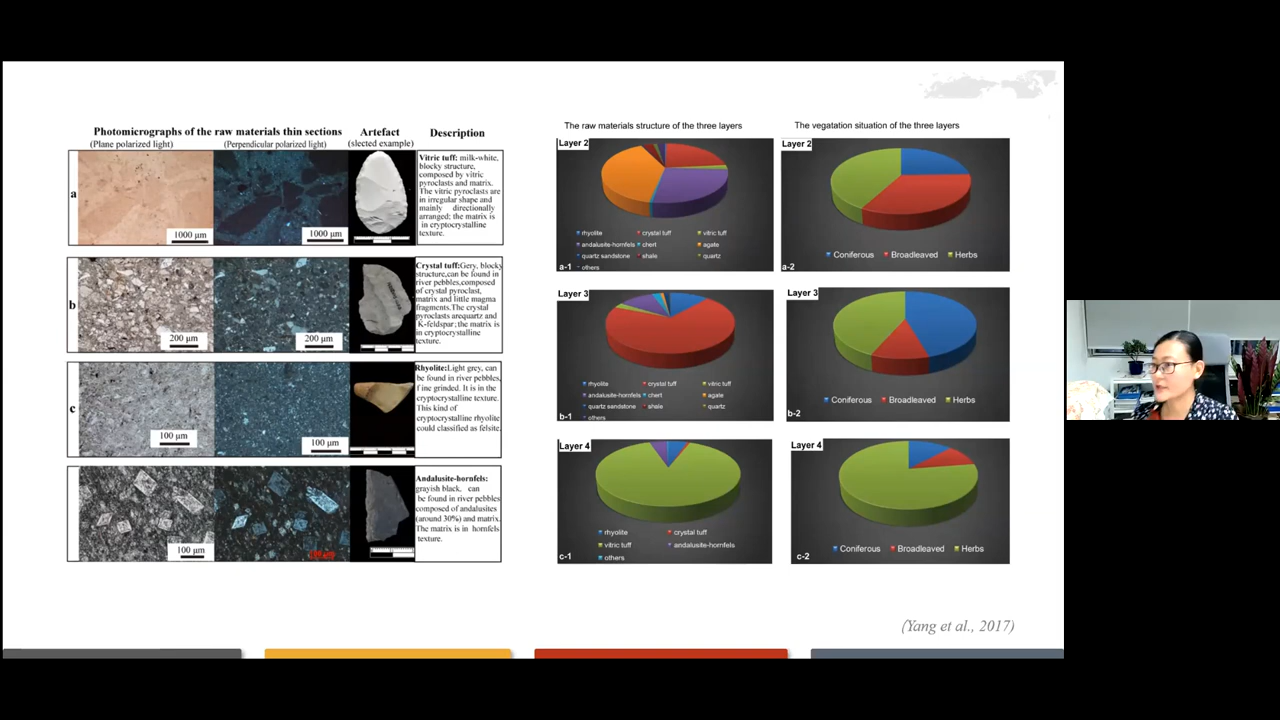 Photomicrographs of the raw materials thin sections
(Plane polarized light)
(Perpendicular polarized light)
Artefact
(slected example)
Description
a
1000 μm
1000 μm
Vitric tuff: milk-white,
blocky structure,
composed by vitric
pyroclasts and matrix.
The vitric pyroclasts are
in irregular shape and
mainly directionally
arranged; the matrix is
in cryptocrystalline
texture.
b
200 μm
200 μm
Crystal tuff:Gery, blocky
structure,can be found in
river pebbles,composed
of crystal pyroclast,
matrix and little magma
fragments.The crystal
pyroclasts arequartz and
K-feldspar; the matrix is
in cryptocrystalline
texture.
c
100 μm
100 μm
Rhyolite:Light grey, can
be found in river pebbles,
fine grinded. It is in the
cryptocrystalline texture.
This kind of
cryptocrystalline rhyolite
could classified as felsite.
100 μm
100 μm
Andalusite-hornfels:
grayish black, can
be found in river pebbles
composed of andalusites
(around 30%) and matrix.
The matrix is in hornfels
texture.
The raw materials structure of the three layers
Layer 2
rhyolite crystal tuff vitric tuff
andalusite-hornfels chert agate
quartz sandstone shale quartz
others
a-1
Layer 3
rhyolite crystal tuff vitric tuff
andalusite-hornfels chert agate
quartz sandstone shale quartz
others
b-1
Layer 4
rhyolite crystal tuff
vitric tuff andalusite-hornfels
others
c-1
The vegatation situation of the three layers
Layer 2
Coniferous Broadleaved Herbs
a-2
Layer 3
Coniferous Broadleaved Herbs
b-2
Layer 4
Coniferous Broadleaved Herbs
c-2
(Yang et al., 2017)